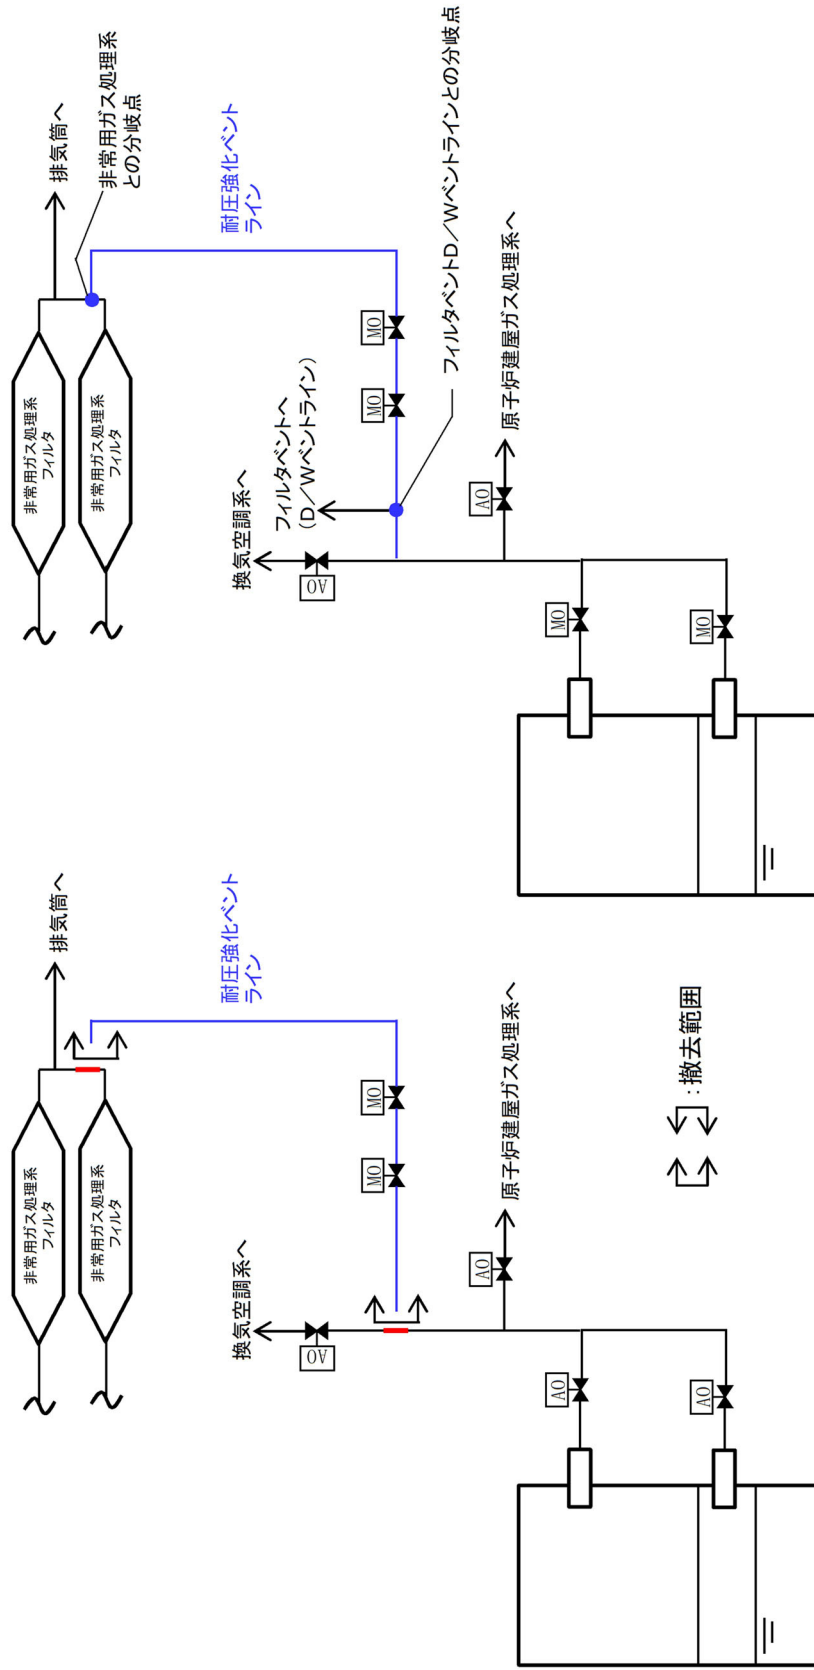 非常用ガス処理系
フィルタ
非常用ガス処理系
フィルタ
排気筒へ
耐圧強化ベント
ライン
換気空調系へ
AO
MO
MO
AO
原子炉建屋ガス処理系へ
AO
AO
：撤去範囲
非常用ガス処理系
フィルタ
非常用ガス処理系
フィルタ
排気筒へ
非常用ガス処理系
との分岐点
耐圧強化ベント
ライン
換気空調系へ
フィルタベントへ
（D／Wベントライン）
AO
MO
MO
フィルタベントD／Wベントラインとの分岐点
AO
原子炉建屋ガス処理系へ
MO
MO